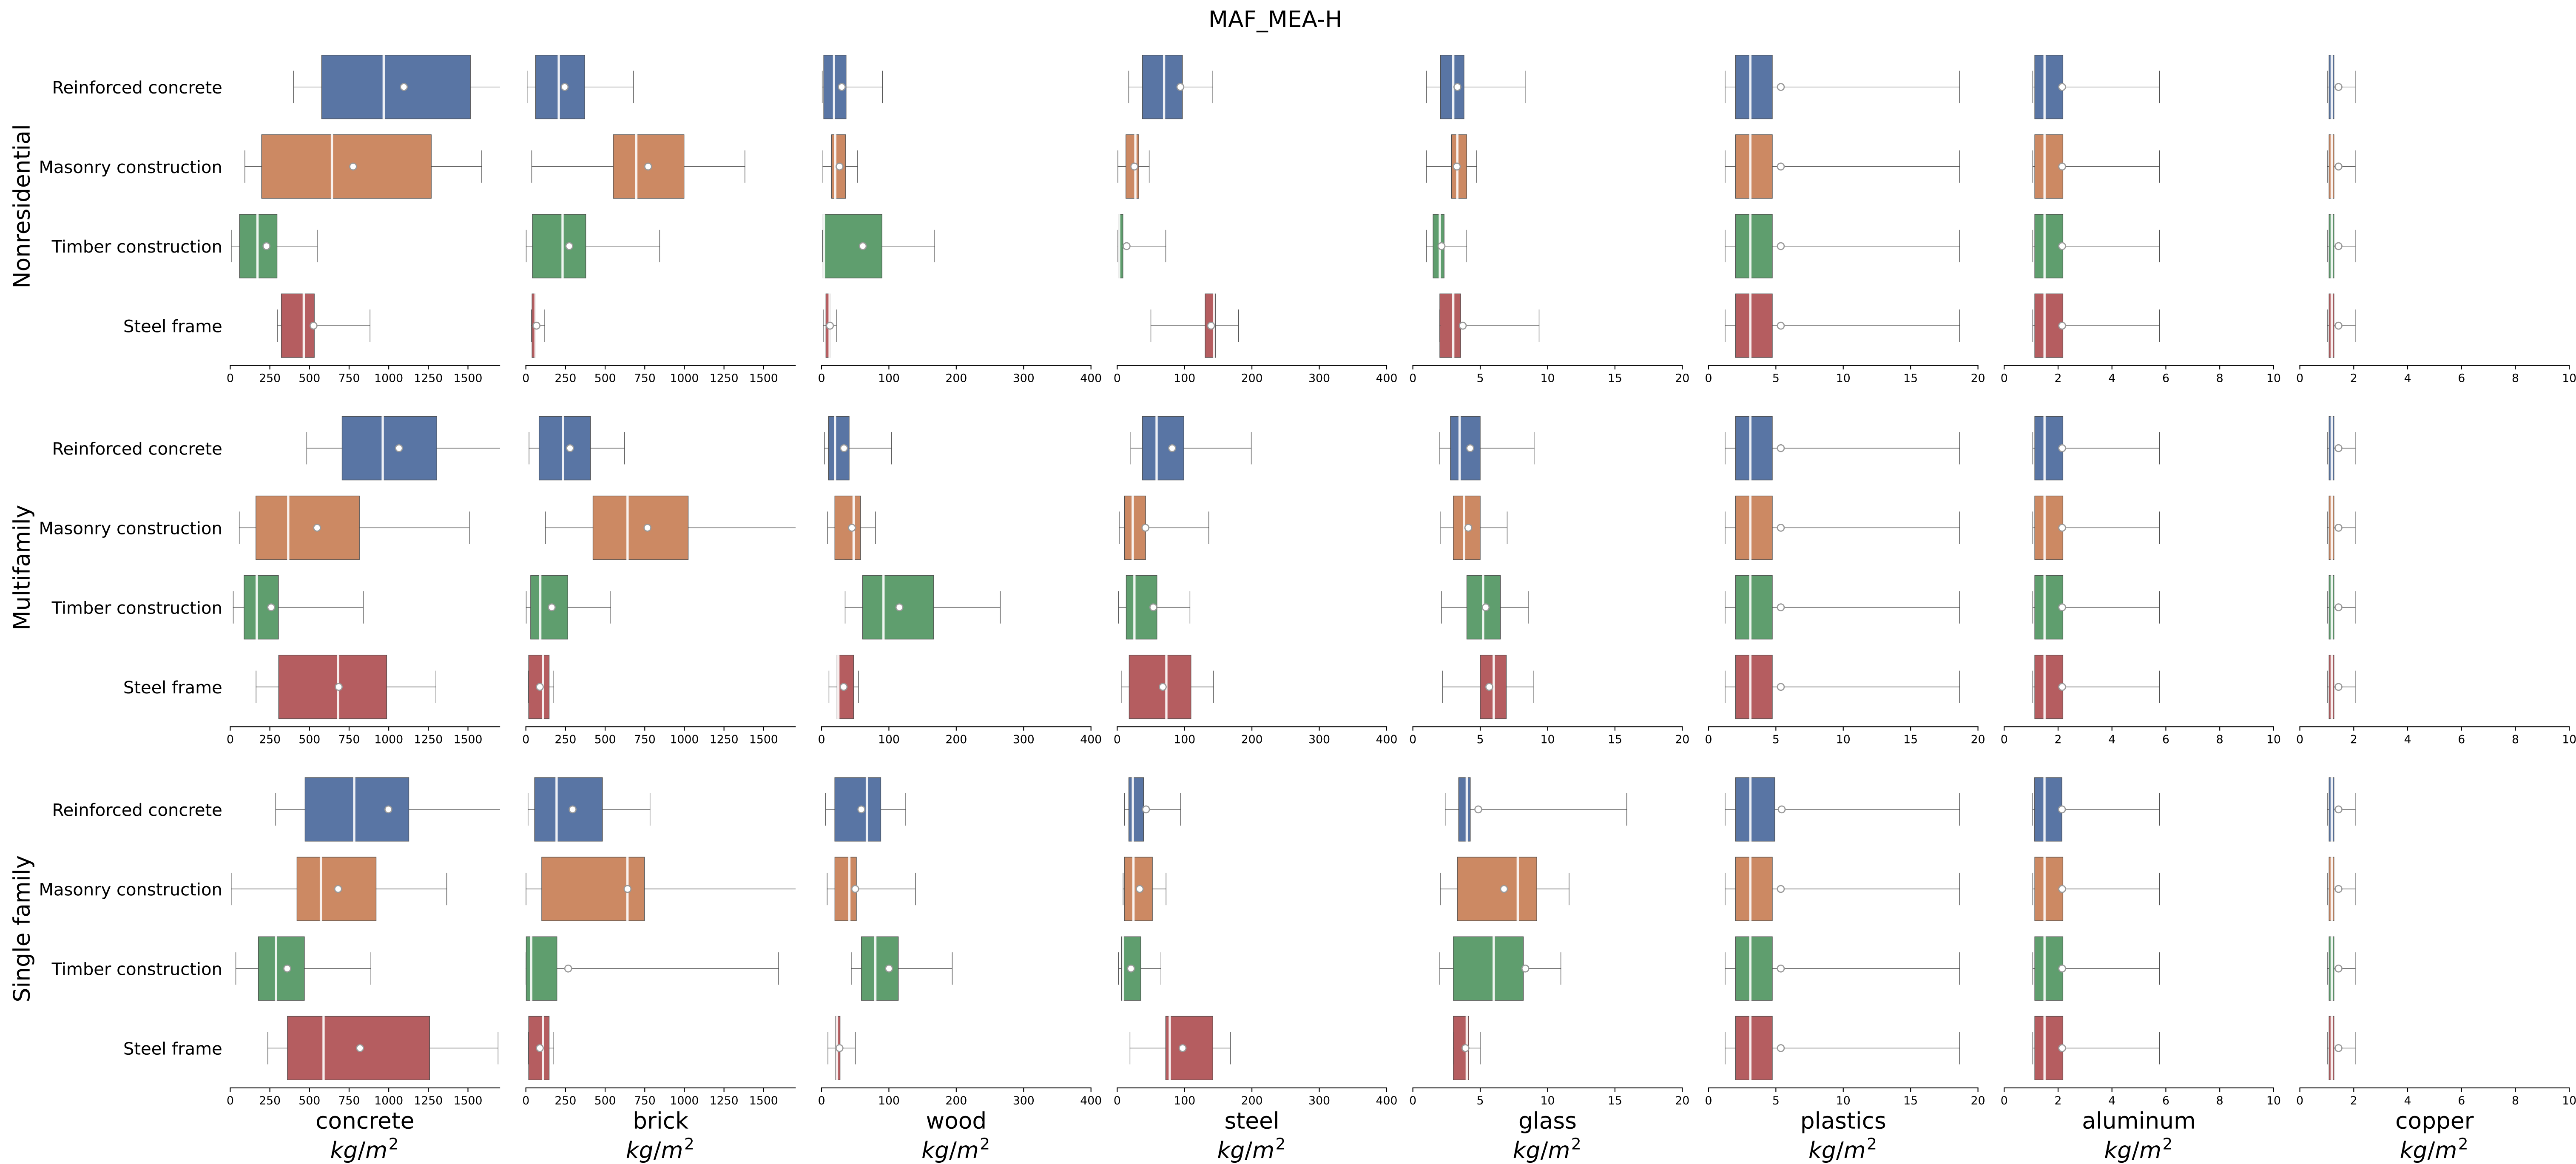 MAF_MEA-H
Nonresidential
Reinforced concrete
Masonry construction
Timber construction
Steel frame
0 250 500 750 1000 1250 1500
0 250 500 750 1000 1250 1500
0 100 200 300 400
0 100 200 300 400
0 5 10 15 20
0 5 10 15 20
0 2 4 6 8 10
0 2 4 6 8 10
Multifamily
Reinforced concrete
Masonry construction
Timber construction
Steel frame
0 250 500 750 1000 1250 1500
0 250 500 750 1000 1250 1500
0 100 200 300 400
0 100 200 300 400
0 5 10 15 20
0 5 10 15 20
0 2 4 6 8 10
0 2 4 6 8 10
Single family
Reinforced concrete
Masonry construction
Timber construction
Steel frame
0 250 500 750 1000 1250 1500
0 250 500 750 1000 1250 1500
0 100 200 300 400
0 100 200 300 400
0 5 10 15 20
0 5 10 15 20
0 2 4 6 8 10
0 2 4 6 8 10
concrete
kg/m²
brick
kg/m²
wood
kg/m²
steel
kg/m²
glass
kg/m²
plastics
kg/m²
aluminum
kg/m²
copper
kg/m²